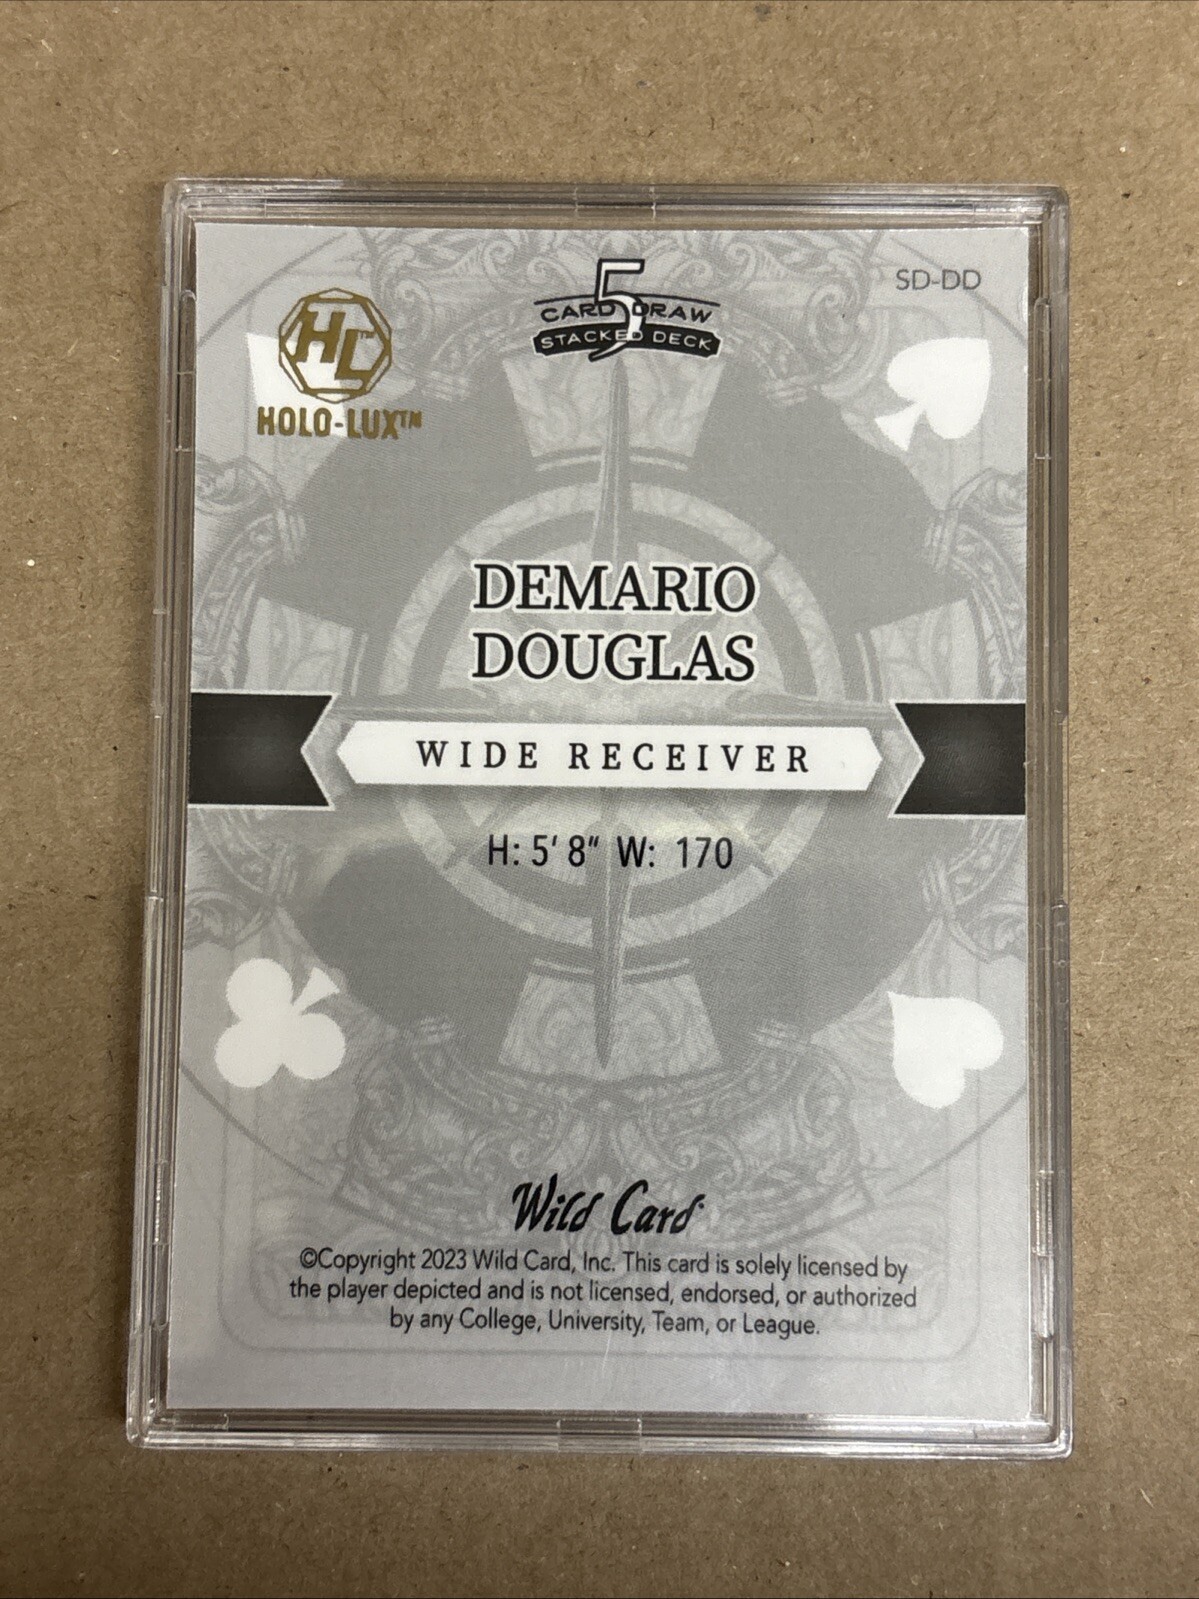 SD-DD
5
CARD DRAW
STACKED DECK
HL™
HOLO-LUX™
DEMARIO
DOUGLAS
WIDE RECEIVER
H: 5' 8" W: 170
Wild Card
©Copyright 2023 Wild Card, Inc. This card is solely licensed by
the player depicted and is not licensed, endorsed, or authorized
by any College, University, Team, or League.